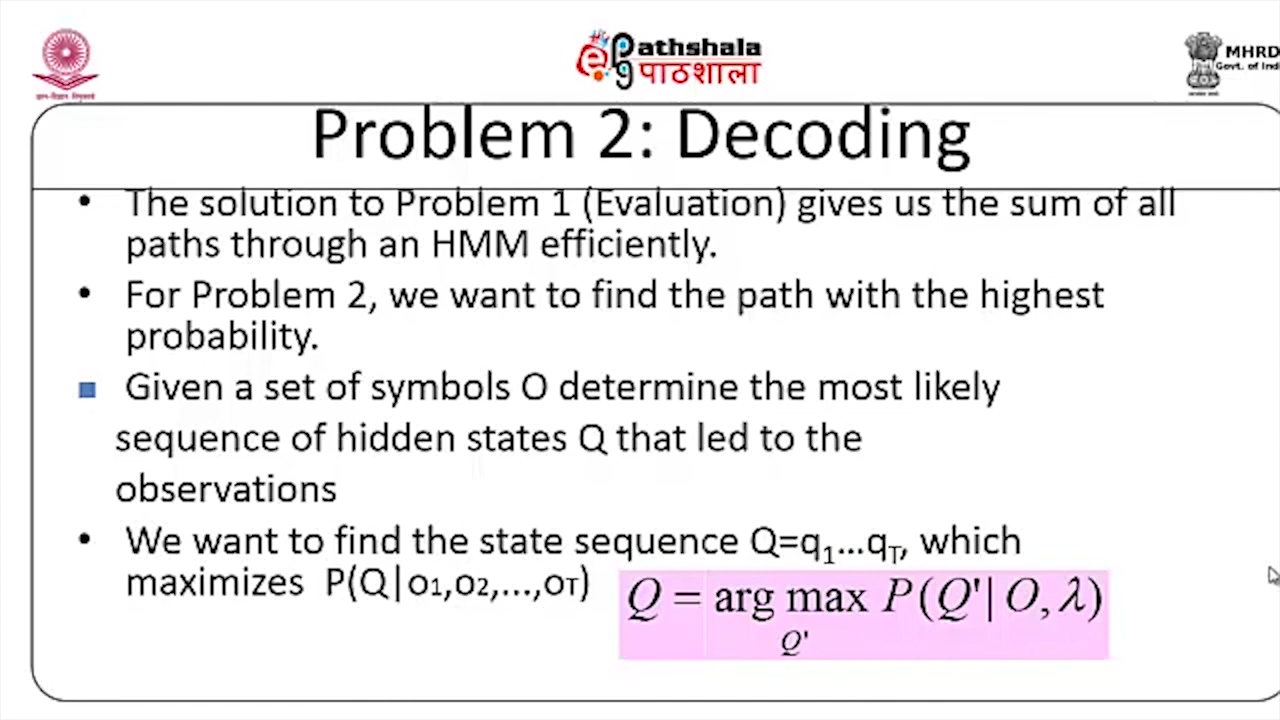 ePathshala
पाठशाला
MHRD
Govt. of Ind
Problem 2: Decoding
• The solution to Problem 1 (Evaluation) gives us the sum of all
paths through an HMM efficiently.
• For Problem 2, we want to find the path with the highest
probability.
■ Given a set of symbols O determine the most likely
sequence of hidden states Q that led to the
observations
• We want to find the state sequence Q=q₁…q_T, which
maximizes P(Q|o1,o2,...,oT)
Q = arg max P(Q'| O, λ)
Q'